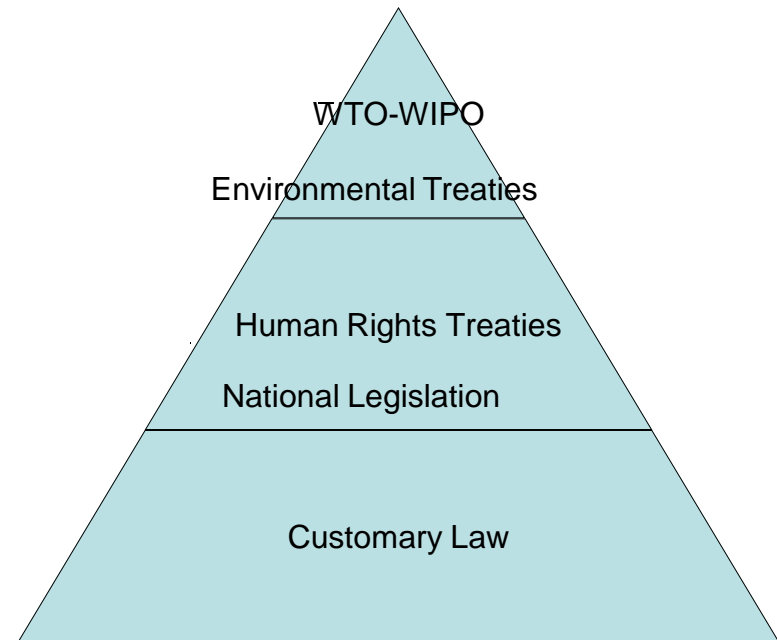 WTO-WIPO
Environmental Treaties
Human Rights Treaties
National Legislation
Customary Law